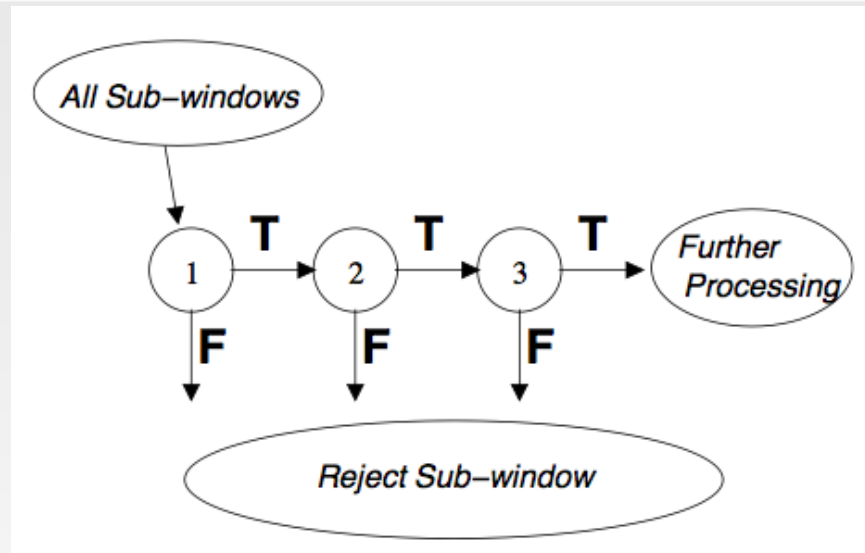 All Sub–windows
T
T
T
1
2
3
Further
Processing
F
F
F
Reject Sub–window